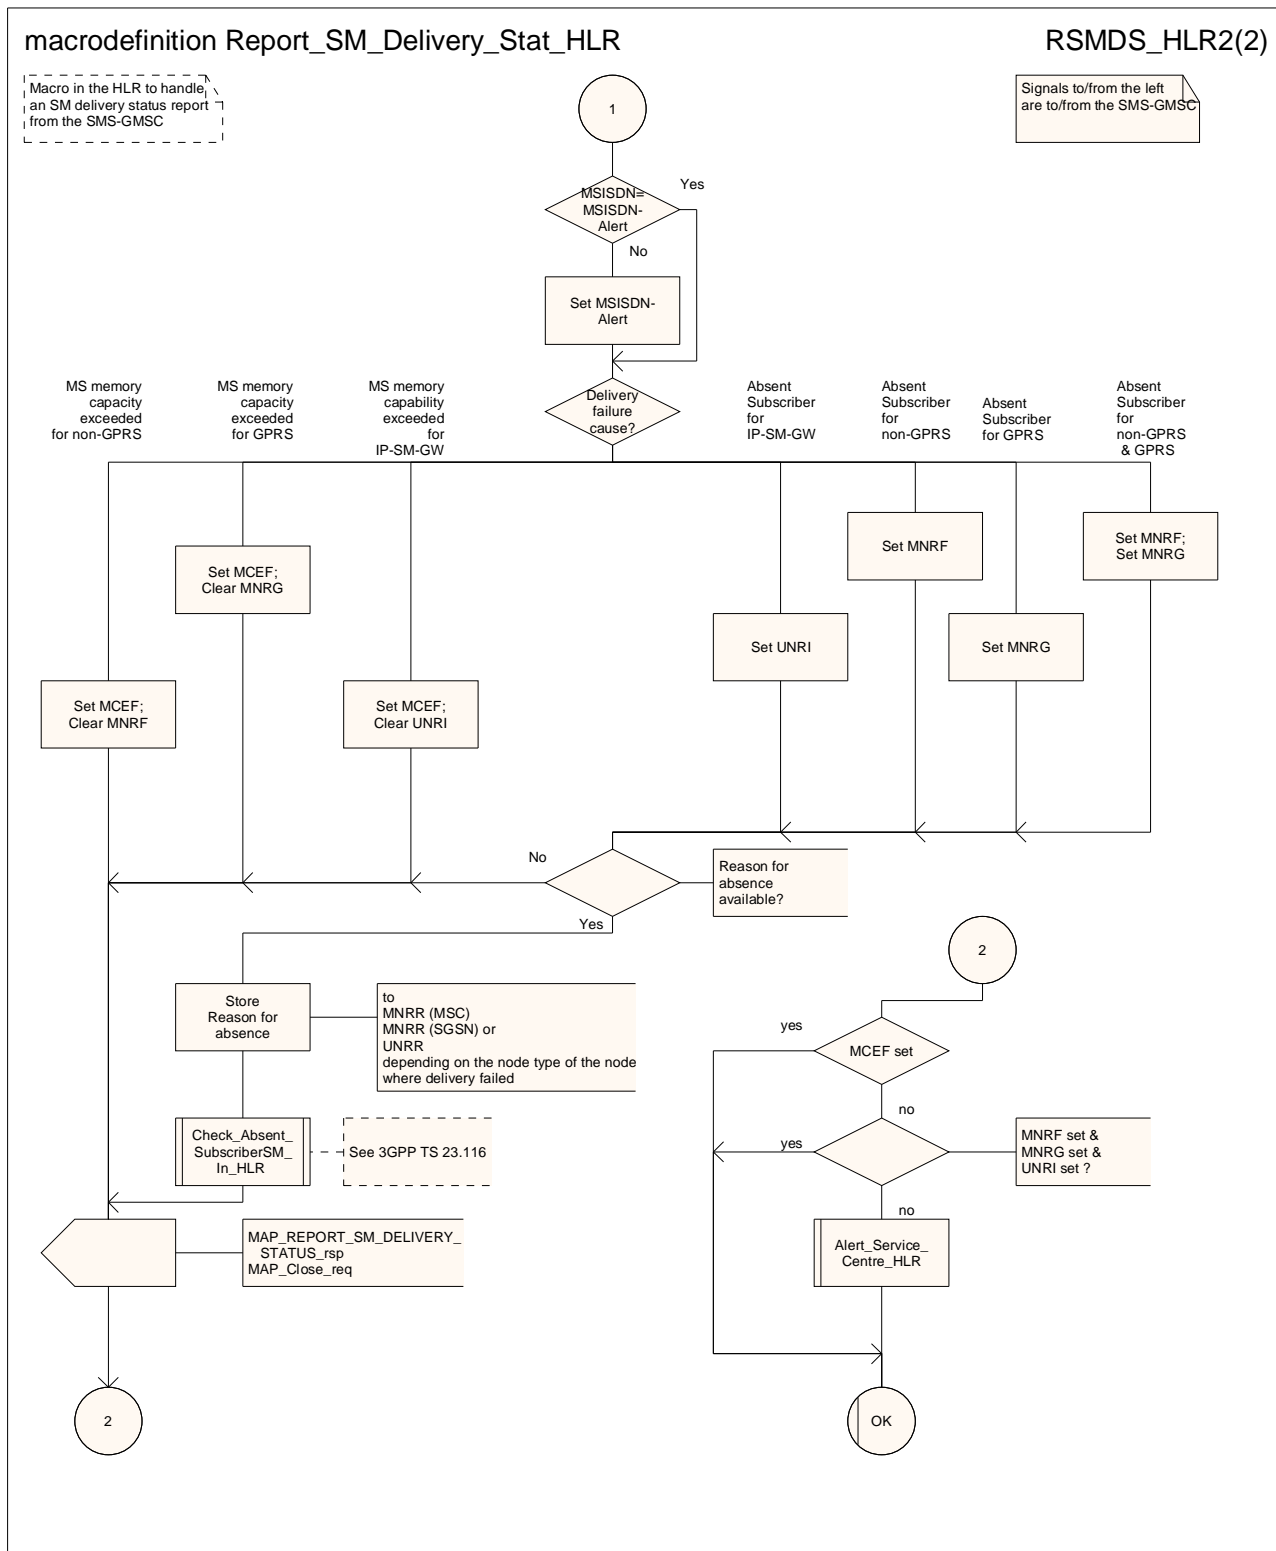 macrodefinition Report_SM_Delivery_Stat_HLR
RSMDS_HLR2(2)
Macro in the HLR to handle
an SM delivery status report
from the SMS-GMSC
1
Signals to/from the left
are to/from the SMS-GMSC
MSISDN=
MSISDN-
Alert
Yes
No
Set MSISDN-
Alert
MS memory
capacity
exceeded
for non-GPRS
MS memory
capacity
exceeded
for GPRS
MS memory
capability
exceeded
for
IP-SM-GW
Delivery
failure
cause?
Absent
Subscriber
for
IP-SM-GW
Absent
Subscriber
for
non-GPRS
Absent
Subscriber
for GPRS
Absent
Subscriber
for
non-GPRS
& GPRS
Set MCEF;
Clear MNRG
Set MNRF
Set MNRF;
Set MNRG
Set UNRI
Set MNRG
Set MCEF;
Clear MNRF
Set MCEF;
Clear UNRI
No
Reason for
absence
available?
Yes
Store
Reason for
absence
to
MNRR (MSC)
MNRR (SGSN) or
UNRR
depending on the node type of the node
where delivery failed
Check_Absent_
SubscriberSM_
In_HLR
See 3GPP TS 23.116
MAP_REPORT_SM_DELIVERY_
STATUS_rsp
MAP_Close_req
2
2
yes
MCEF set
no
yes
MNRF set &
MNRG set &
UNRI set ?
no
Alert_Service_
Centre_HLR
OK